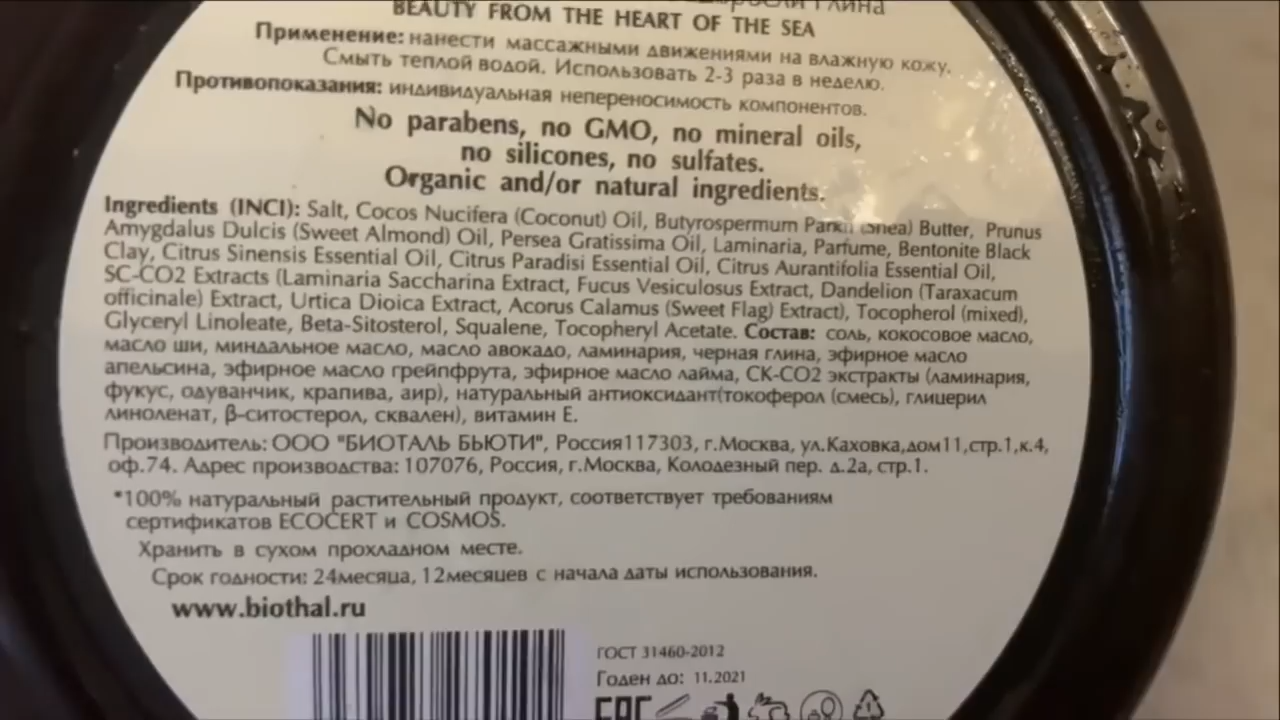 Глина
BEAUTY FROM THE HEART OF THE SEA
Применение: нанести массажными движениями на влажную кожу.
Смыть теплой водой. Использовать 2-3 раза в неделю.
Противопоказания: индивидуальная непереносимость компонентов.
No parabens, no GMO, no mineral oils,
no silicones, no sulfates.
Organic and/or natural ingredients.
Ingredients (INCI): Salt, Cocos Nucifera (Coconut) Oil, Butyrospermum Parkii (Shea) Butter, Prunus
Amygdalus Dulcis (Sweet Almond) Oil, Persea Gratissima Oil, Laminaria, Parfume, Bentonite Black
Clay, Citrus Sinensis Essential Oil, Citrus Paradisi Essential Oil, Citrus Aurantifolia Essential Oil,
SC-CO2 Extracts (Laminaria Saccharina Extract, Fucus Vesiculosus Extract, Dandelion (Taraxacum
officinale) Extract, Urtica Dioica Extract, Acorus Calamus (Sweet Flag) Extract), Tocopherol (mixed),
Glyceryl Linoleate, Beta-Sitosterol, Squalene, Tocopheryl Acetate. Состав: соль, кокосовое масло,
масло ши, миндальное масло, масло авокадо, ламинария, черная глина, эфирное масло
апельсина, эфирное масло грейпфрута, эфирное масло лайма, СК-СО2 экстракты (ламинария,
фукус, одуванчик, крапива, аир), натуральный антиоксидант(токоферол (смесь), глицерил
линоленат, β-ситостерол, сквален), витамин Е.
Производитель: ООО "БИОТАЛЬ БЬЮТИ", Россия117303, г.Москва, ул.Каховка,дом11,стр.1,к.4,
оф.74. Адрес производства: 107076, Россия, г.Москва, Колодезный пер. д.2а, стр.1.
*100% натуральный растительный продукт, соответствует требованиям
сертификатов ECOCERT и COSMOS.
Хранить в сухом прохладном месте.
Срок годности: 24месяца, 12месяцев с начала даты использования.
www.biothal.ru
ГОСТ 31460-2012
Годен до: 11.2021
EAC